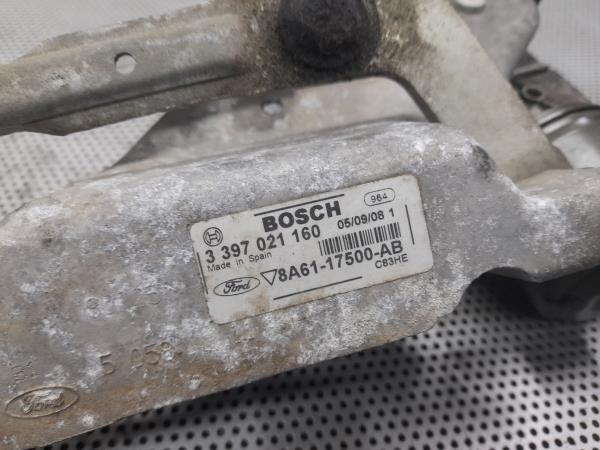 BOSCH
964
3 397 021 160
05/09/08 1
Made in Spain
Ford
8A61-17500-AB
C83HE
Ford